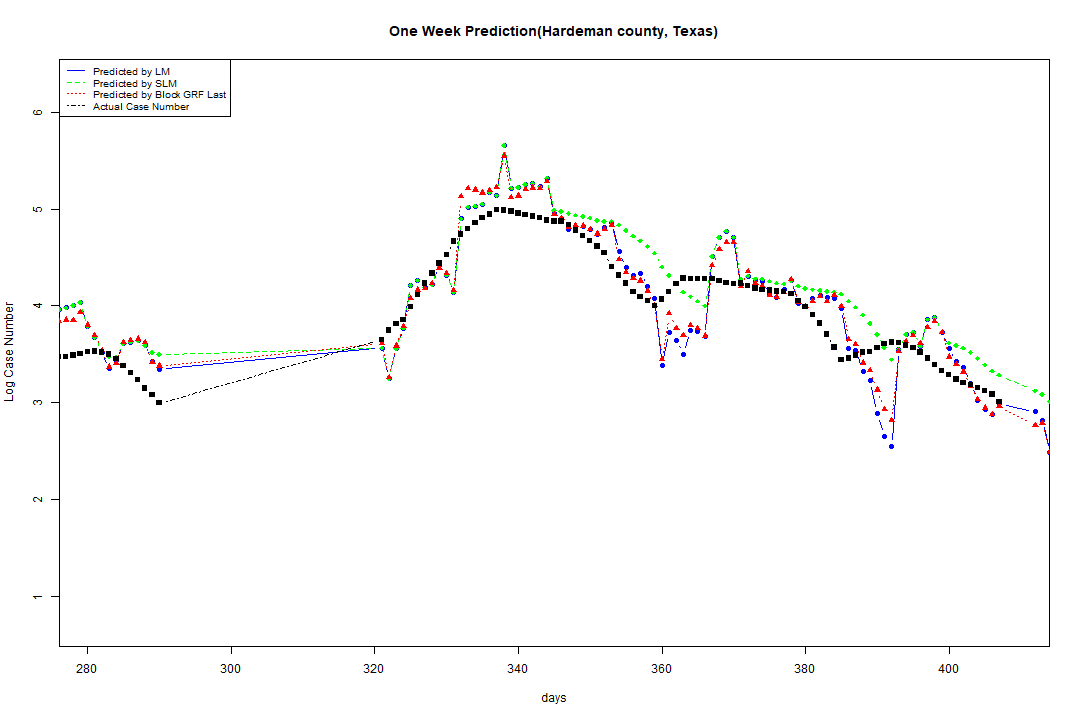 One Week Prediction(Hardeman county, Texas)
Predicted by LM
Predicted by SLM
Predicted by Block GRF Last
Actual Case Number
6
5
4
3
2
1
Log Case Number
280 300 320 340 360 380 400
days